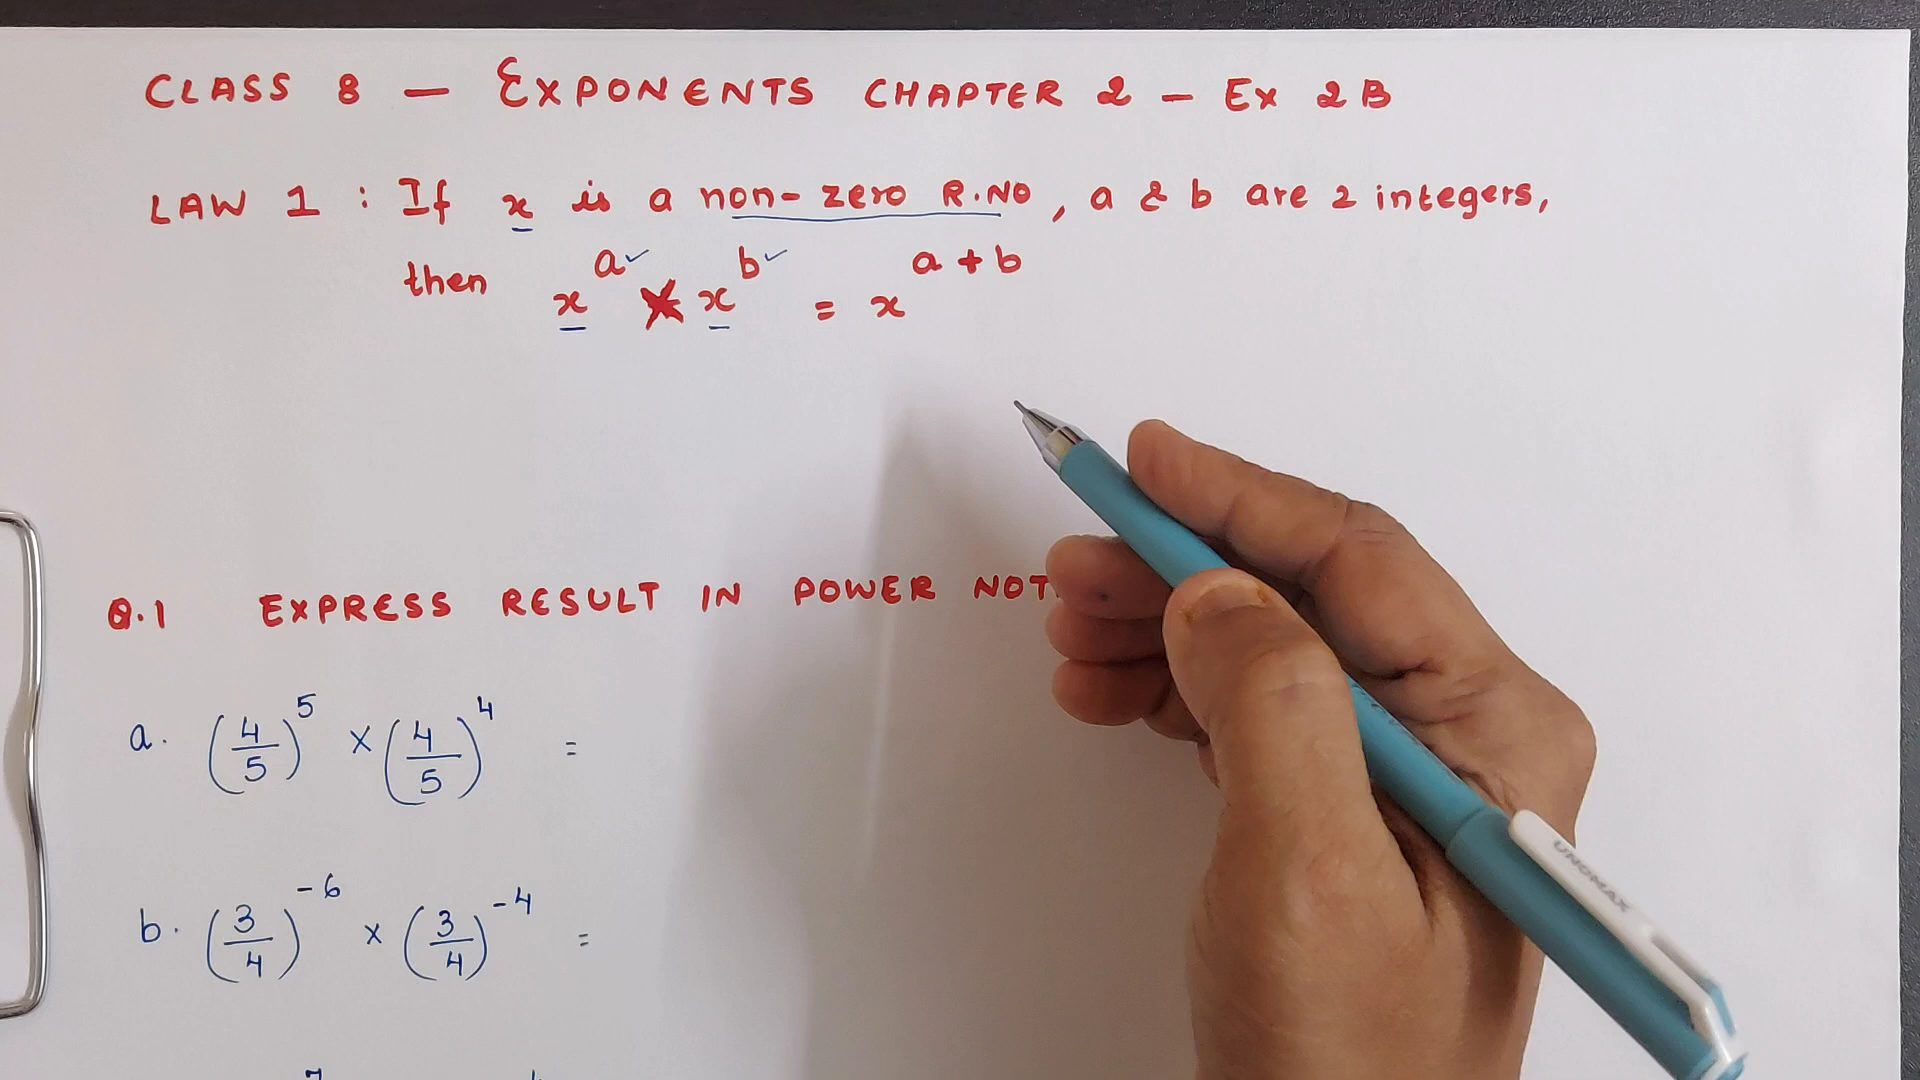 CLASS 8 – EXPONENTS CHAPTER 2 – Ex 2B
LAW 1 : If x is a non-zero R.NO, a & b are 2 integers,
then x^a × x^b = x^(a+b)
Q.1 EXPRESS RESULT IN POWER NOT
a. (4/5)^5 × (4/5)^4 =
b. (3/4)^-6 × (3/4)^-4 =
UNOMAX